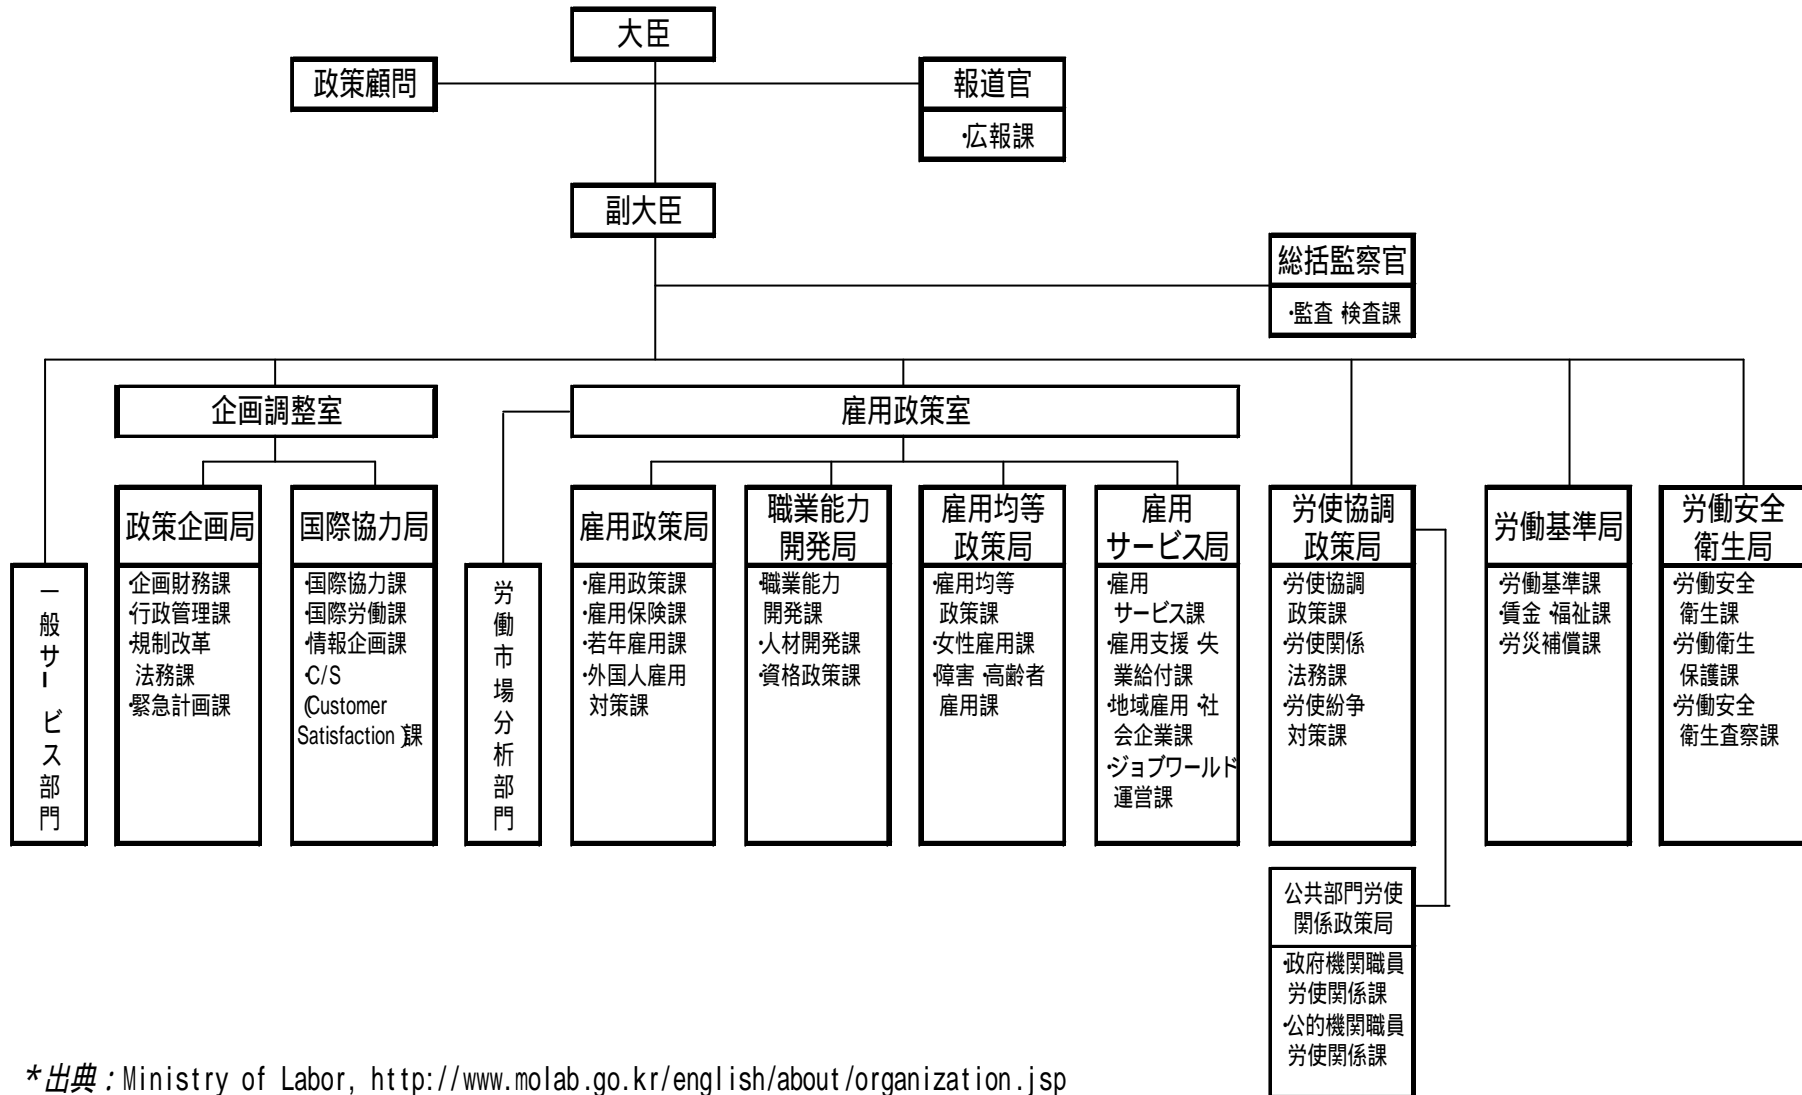 大臣
政策顧問
報道官
・広報課
副大臣
総括監察官
・監査・検査課
企画調整室
雇用政策室
一般サービス部門
政策企画局
・企画財務課
・行政管理課
・規制改革
法務課
・緊急計画課
国際協力局
・国際協力課
・国際労働課
・情報企画課
・C/S
(Customer
Satisfaction)課
労働市場分析部門
雇用政策局
・雇用政策課
・雇用保険課
・若年雇用課
・外国人雇用
対策課
職業能力
開発局
・職業能力
開発課
・人材開発課
・資格政策課
雇用均等
政策局
・雇用均等
政策課
・女性雇用課
・障害・高齢者
雇用課
雇用
サービス局
・雇用
サービス課
・雇用支援・失
業給付課
・地域雇用・社
会企業課
・ジョブワールド
運営課
労使協調
政策局
・労使協調
政策課
・労使関係
法務課
・労使紛争
対策課
公共部門労使
関係政策局
・政府機関職員
労使関係課
・公的機関職員
労使関係課
労働基準局
・労働基準課
・賃金・福祉課
・労災補償課
労働安全
衛生局
・労働安全
衛生課
・労働衛生
保護課
・労働安全
衛生査察課
*出典：Ministry of Labor, http://www.molab.go.kr/english/about/organization.jsp